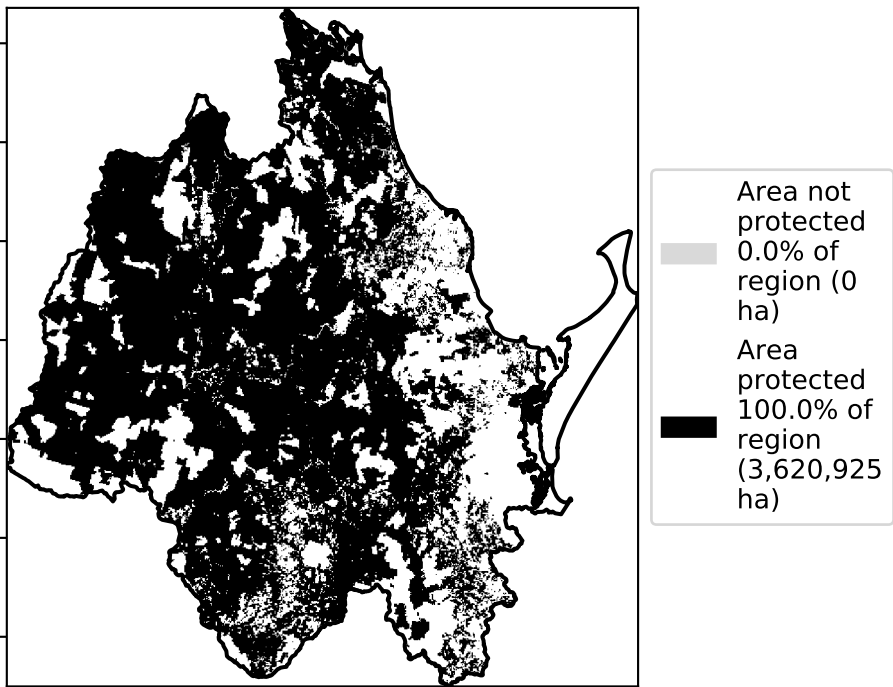 Area not
protected
0.0% of
region (0
ha)
Area
protected
100.0% of
region
(3,620,925
ha)